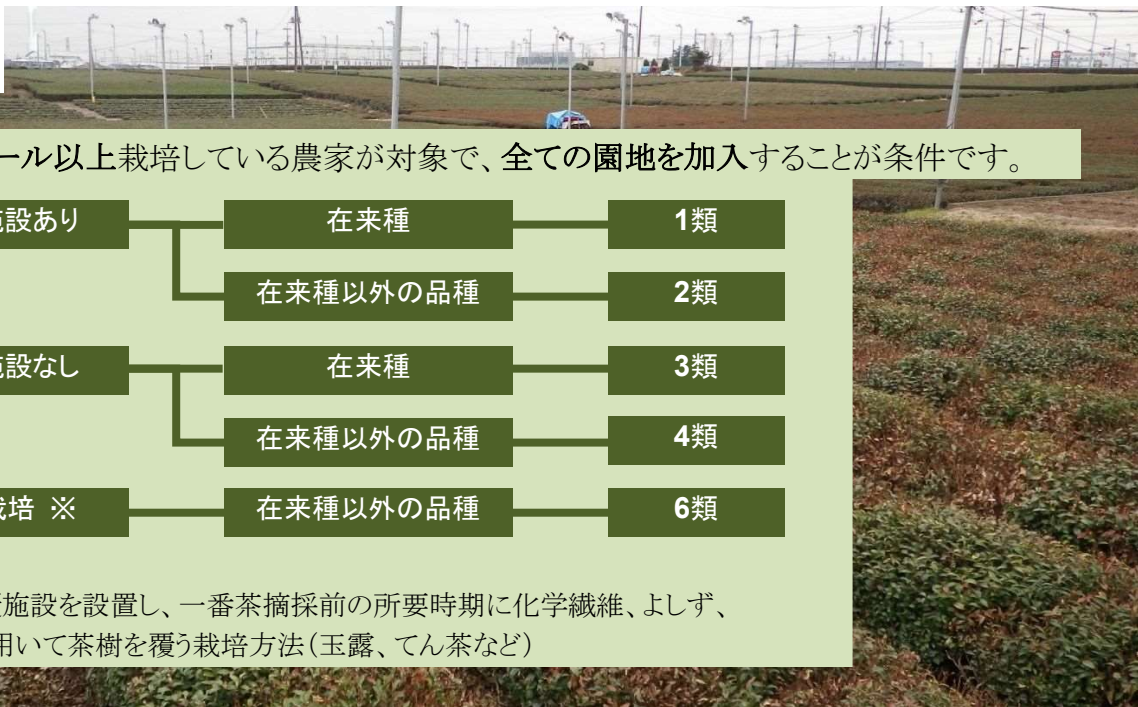 ール以上栽培している農家が対象で、全ての園地を加入することが条件です。
施設あり 在来種 1類
在来種以外の品種 2類
施設なし 在来種 3類
在来種以外の品種 4類
栽培 ※ 在来種以外の品種 6類
施設を設置し、一番茶摘採前の所要時期に化学繊維、よしず、
用いて茶樹を覆う栽培方法(玉露、てん茶など)